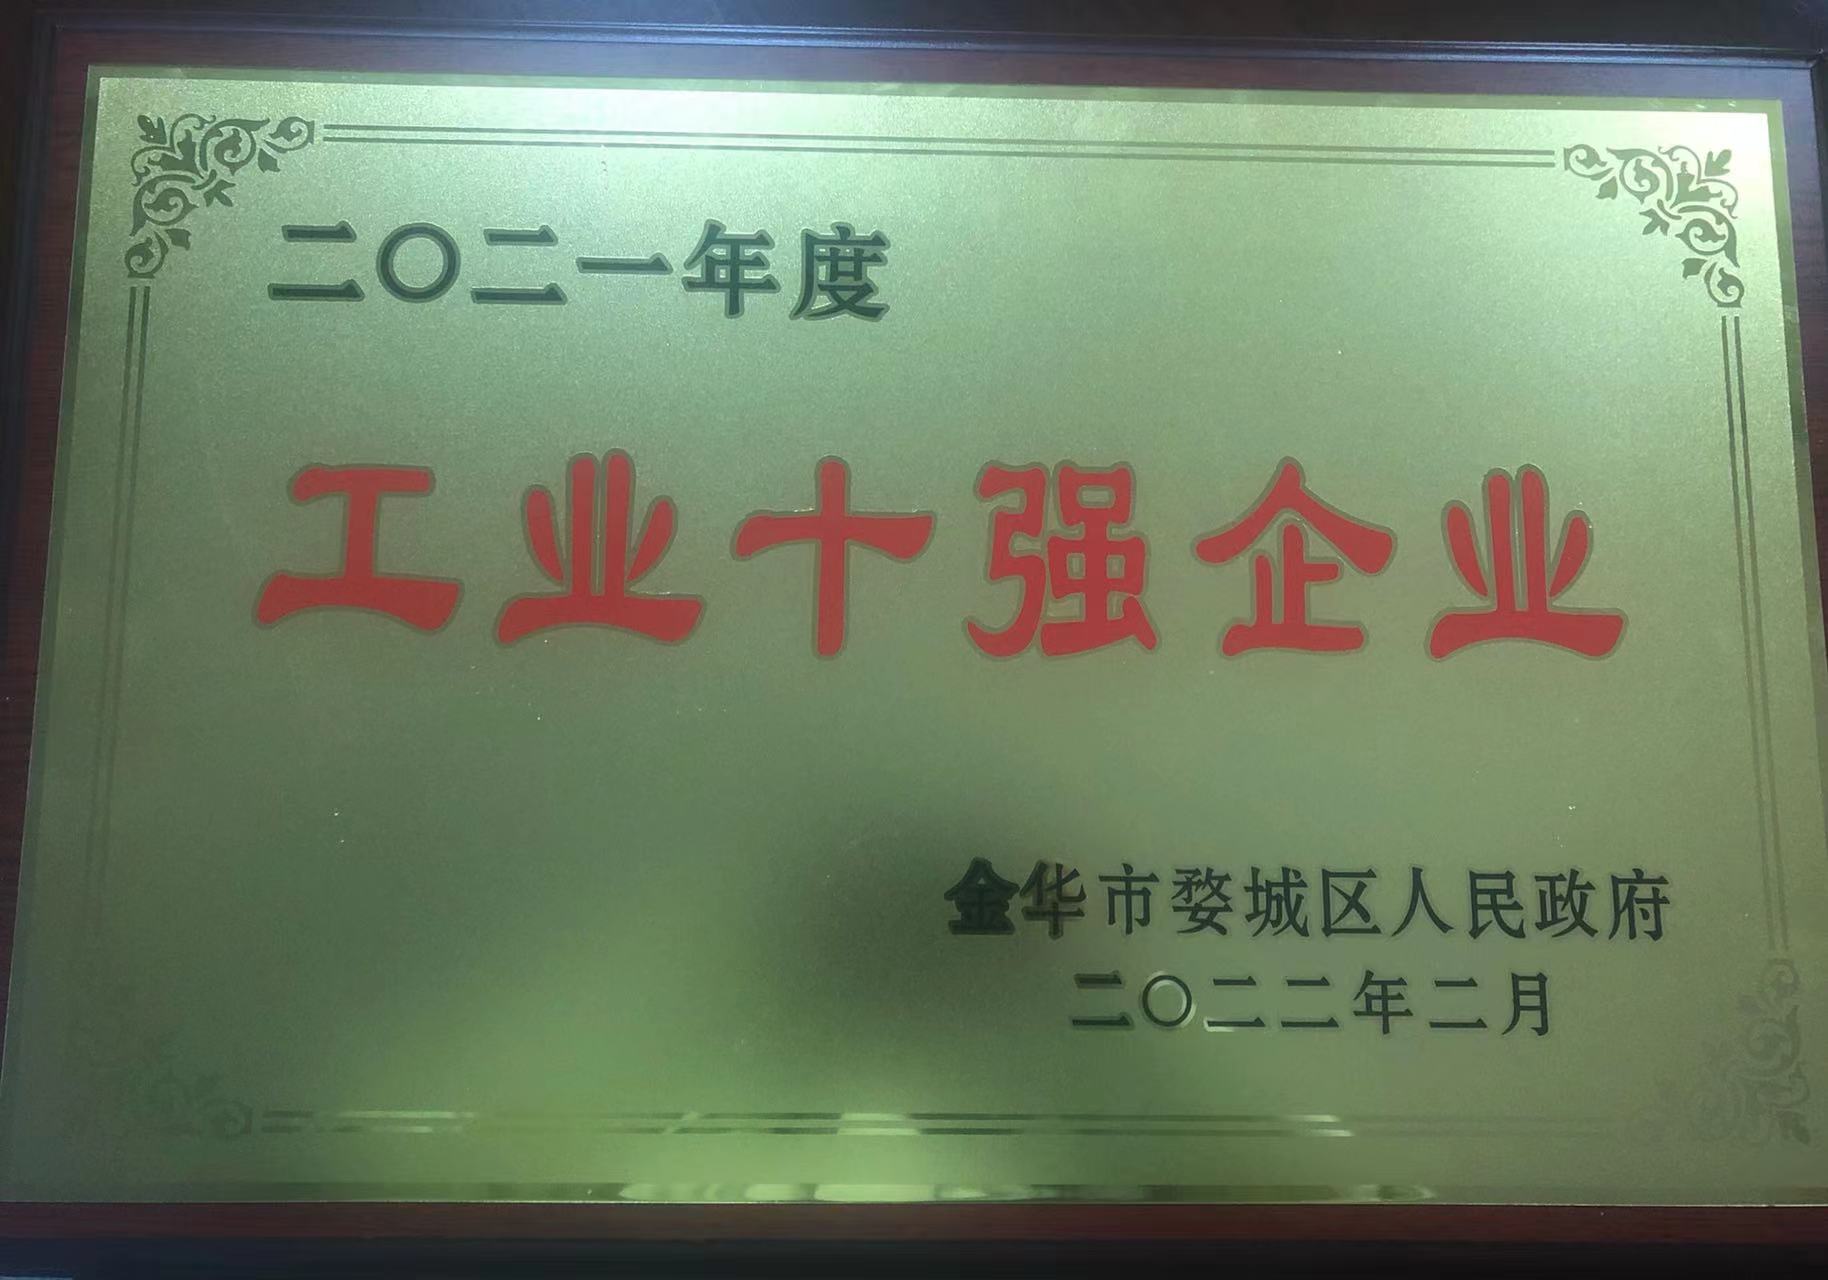 二〇二一年度
工业十强企业
金华市婺城区人民政府
二〇二二年二月